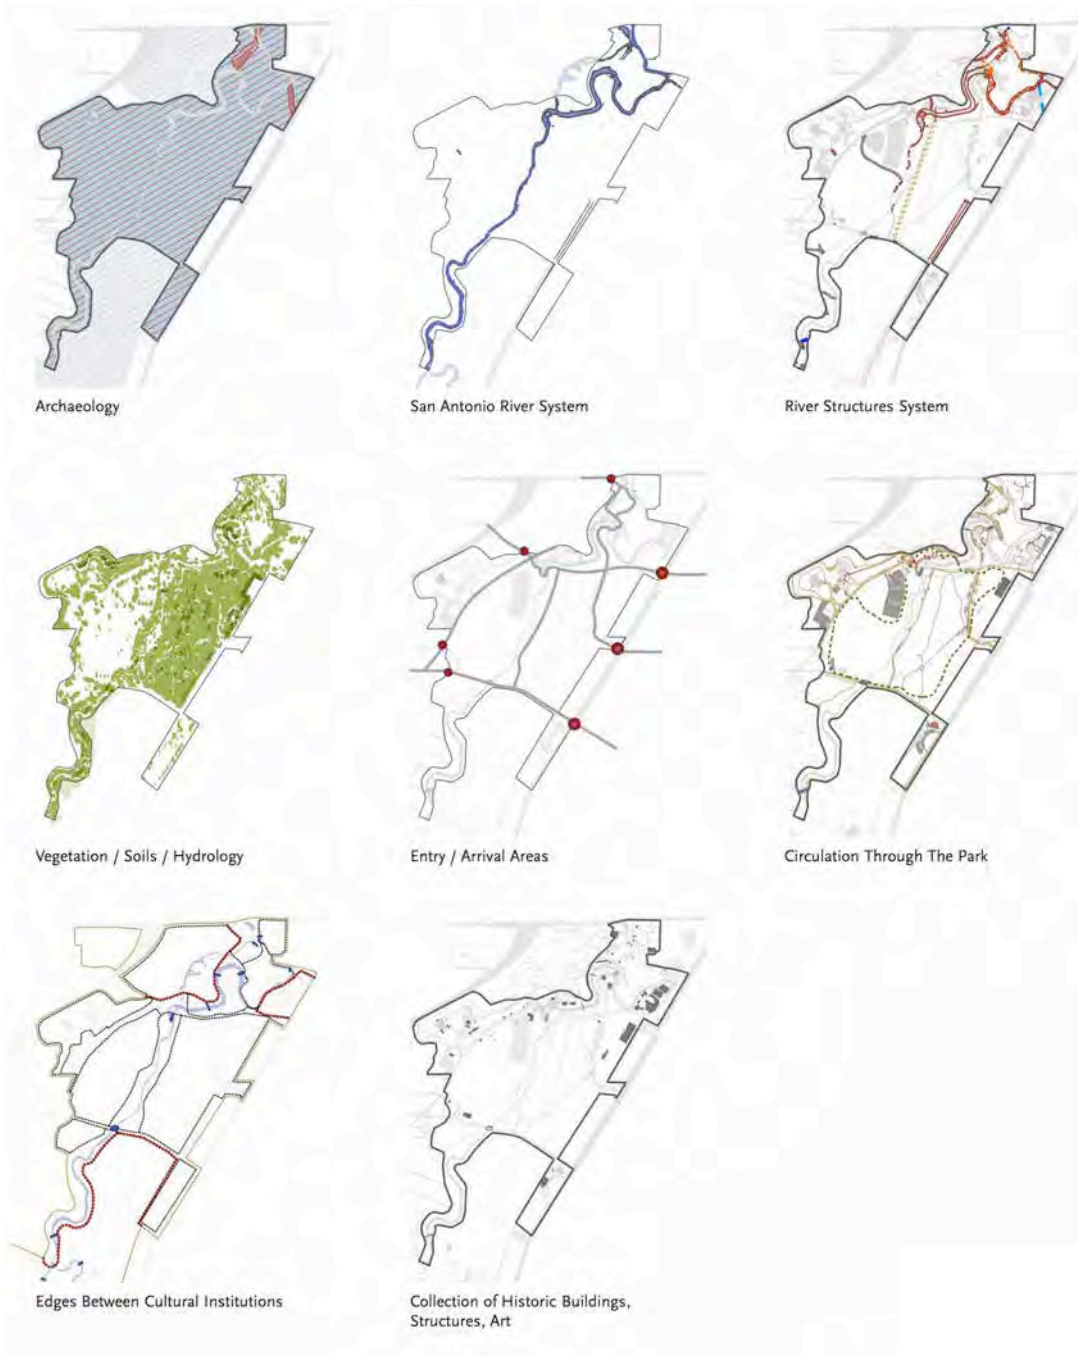 Archaeology
San Antonio River System
River Structures System
Vegetation / Soils / Hydrology
Entry / Arrival Areas
Circulation Through The Park
Edges Between Cultural Institutions
Collection of Historic Buildings,
Structures, Art